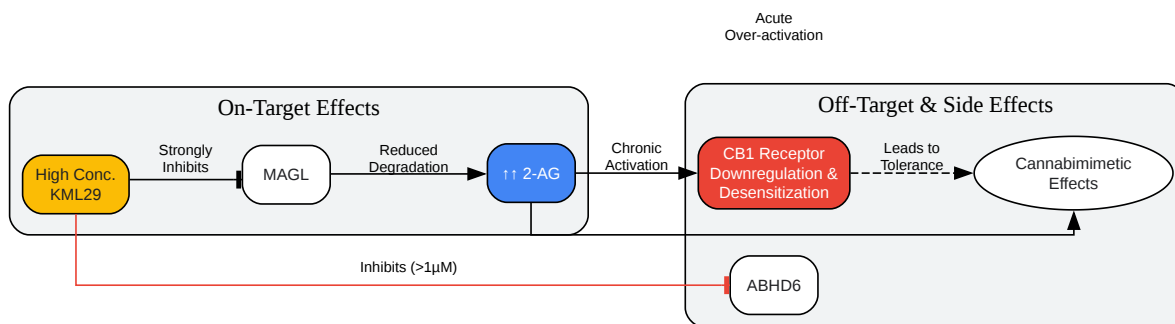 Acute
Over-activation
On-Target Effects
Off-Target & Side Effects
High Conc.
KML29
Strongly
Inhibits
MAGL
Reduced
Degradation
↑↑ 2-AG
Chronic
Activation
CB1 Receptor
Downregulation &
Desensitization
Leads to
Tolerance
Cannabimimetic
Effects
Inhibits (>1µM)
ABHD6